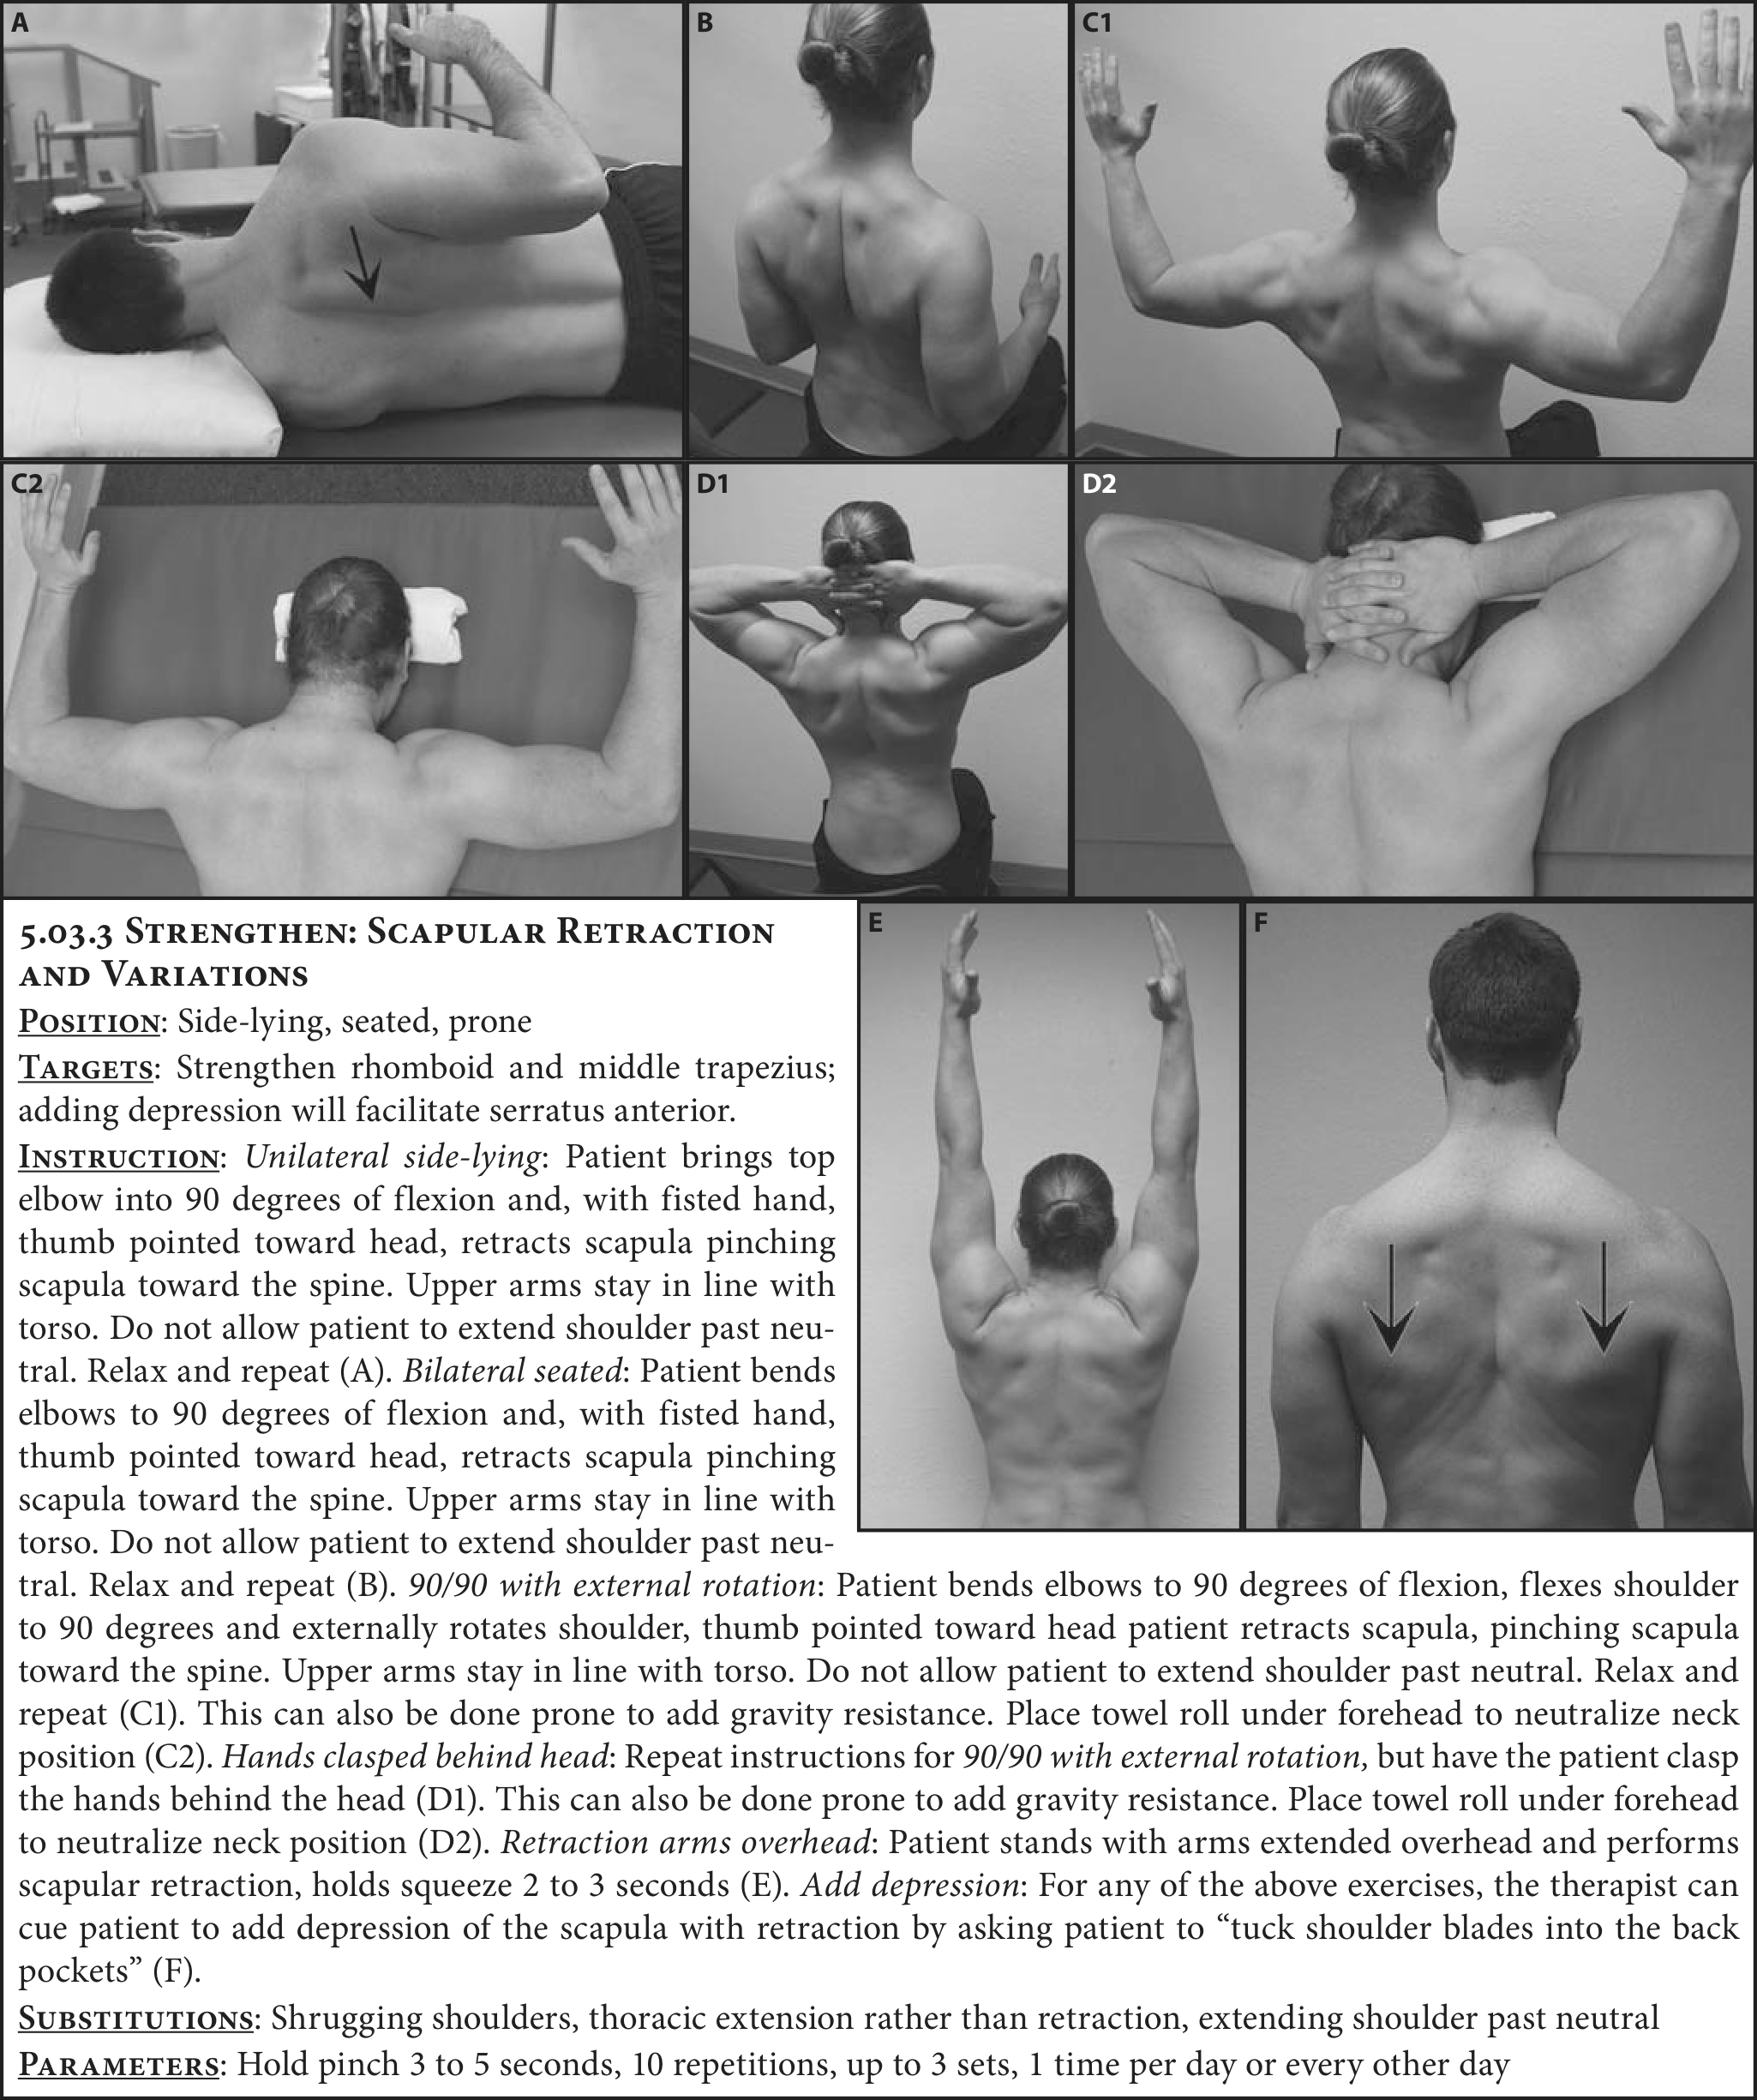 A
B
C1
C2
D1
D2
E
F
5.03.3 Strengthen: Scapular Retraction
and Variations
Position: Side-lying, seated, prone
Targets: Strengthen rhomboid and middle trapezius;
adding depression will facilitate serratus anterior.
Instruction: Unilateral side-lying: Patient brings top
elbow into 90 degrees of flexion and, with fisted hand,
thumb pointed toward head, retracts scapula pinching
scapula toward the spine. Upper arms stay in line with
torso. Do not allow patient to extend shoulder past neu-
tral. Relax and repeat (A). Bilateral seated: Patient bends
elbows to 90 degrees of flexion and, with fisted hand,
thumb pointed toward head, retracts scapula pinching
scapula toward the spine. Upper arms stay in line with
torso. Do not allow patient to extend shoulder past neu-
tral. Relax and repeat (B). 90/90 with external rotation: Patient bends elbows to 90 degrees of flexion, flexes shoulder
to 90 degrees and externally rotates shoulder, thumb pointed toward head patient retracts scapula, pinching scapula
toward the spine. Upper arms stay in line with torso. Do not allow patient to extend shoulder past neutral. Relax and
repeat (C1). This can also be done prone to add gravity resistance. Place towel roll under forehead to neutralize neck
position (C2). Hands clasped behind head: Repeat instructions for 90/90 with external rotation, but have the patient clasp
the hands behind the head (D1). This can also be done prone to add gravity resistance. Place towel roll under forehead
to neutralize neck position (D2). Retraction arms overhead: Patient stands with arms extended overhead and performs
scapular retraction, holds squeeze 2 to 3 seconds (E). Add depression: For any of the above exercises, the therapist can
cue patient to add depression of the scapula with retraction by asking patient to “tuck shoulder blades into the back
pockets” (F).
Substitutions: Shrugging shoulders, thoracic extension rather than retraction, extending shoulder past neutral
Parameters: Hold pinch 3 to 5 seconds, 10 repetitions, up to 3 sets, 1 time per day or every other day